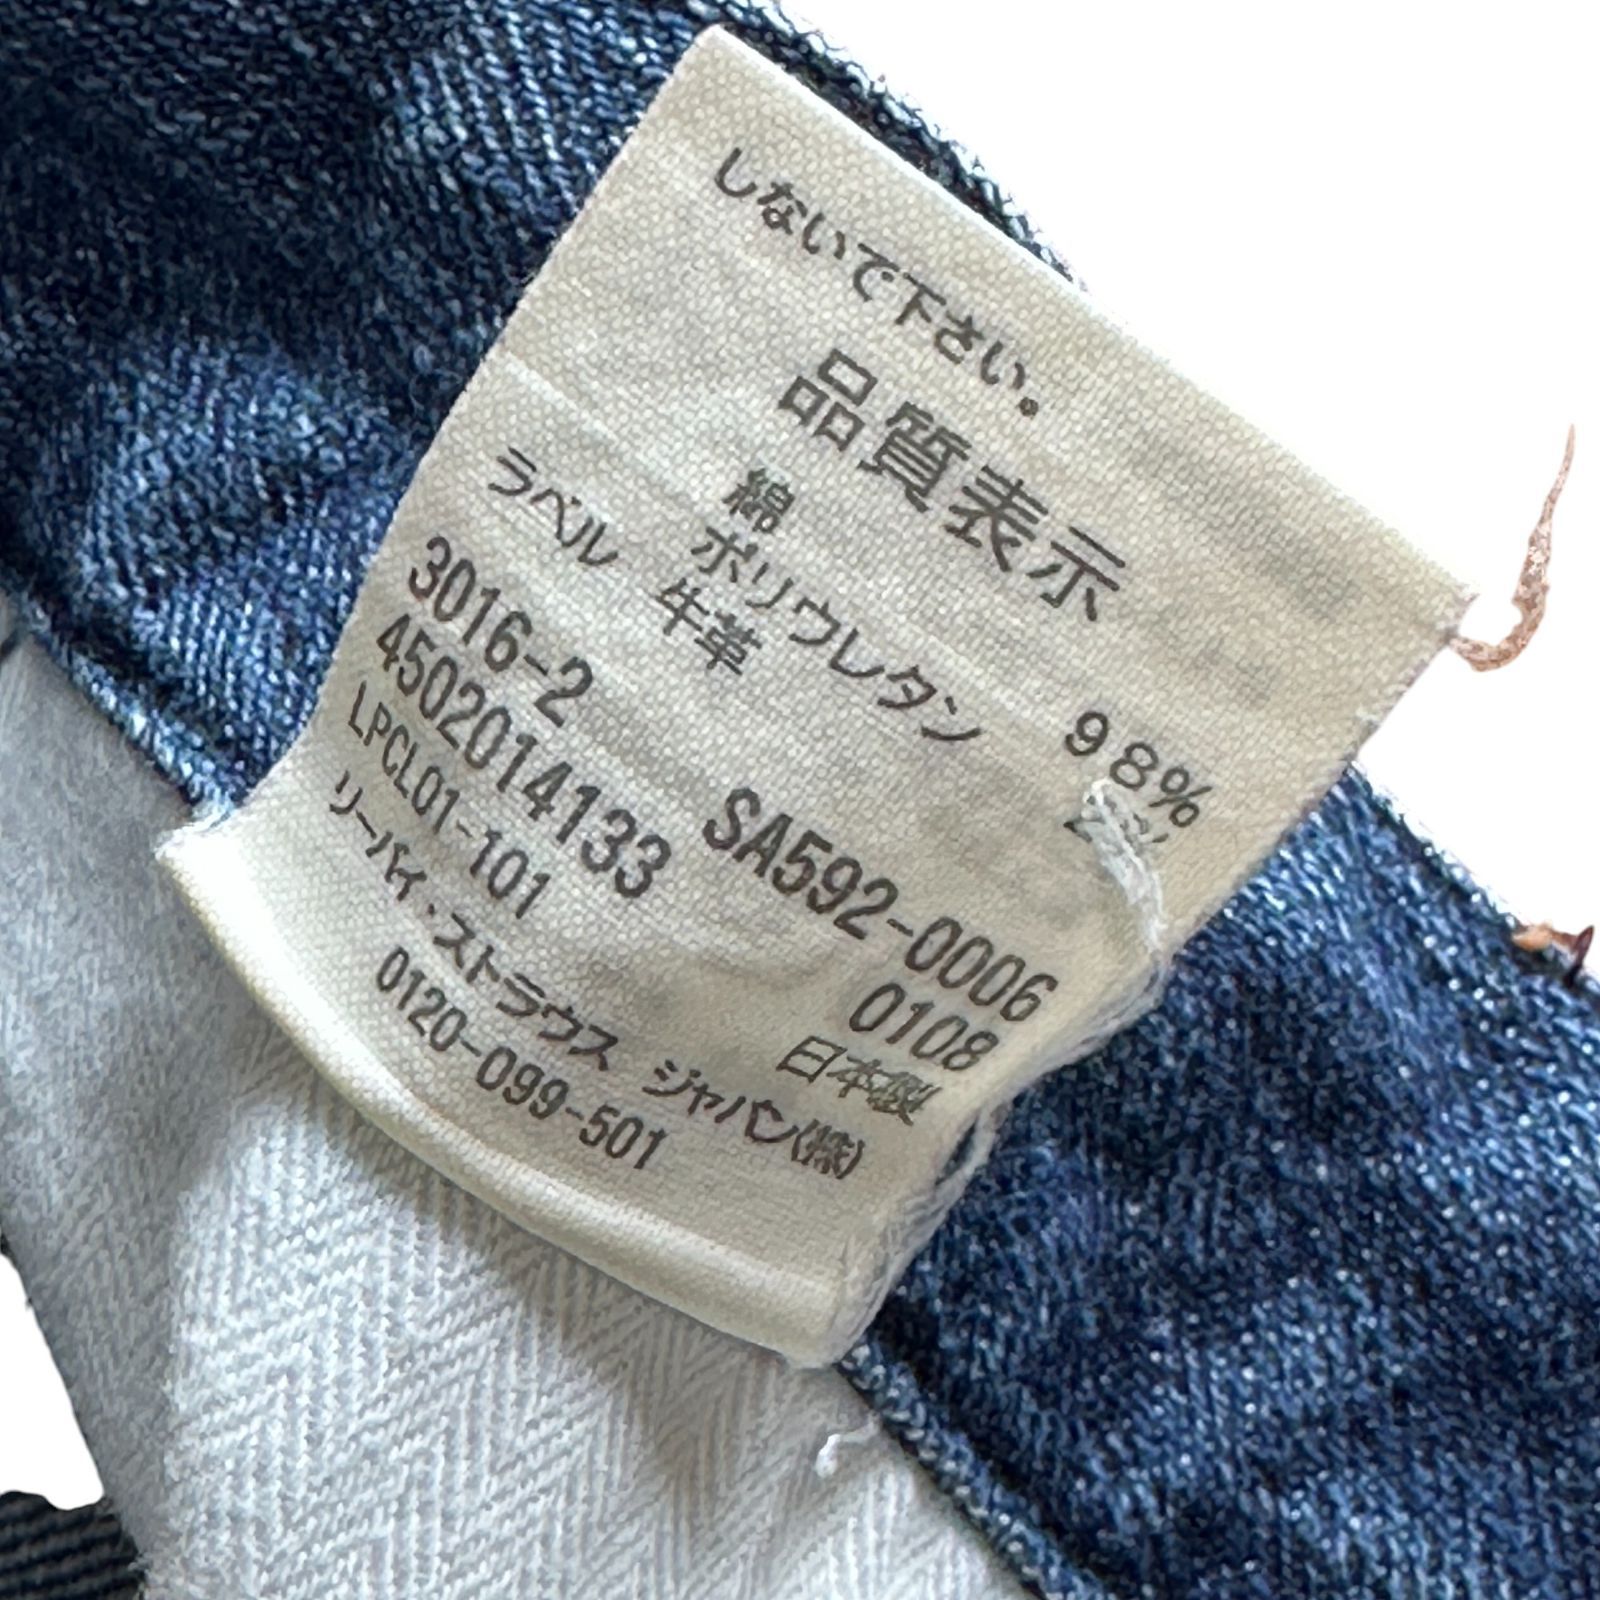 しないで下さい。
品質表示
綿 98%
ポリウレタン 2%
ラベル 牛革
3016-2 SA592-0006
4502014133 0108
LPCL01-101 日本製
リーバイ・ストラウス ジャパン(株)
0120-099-501